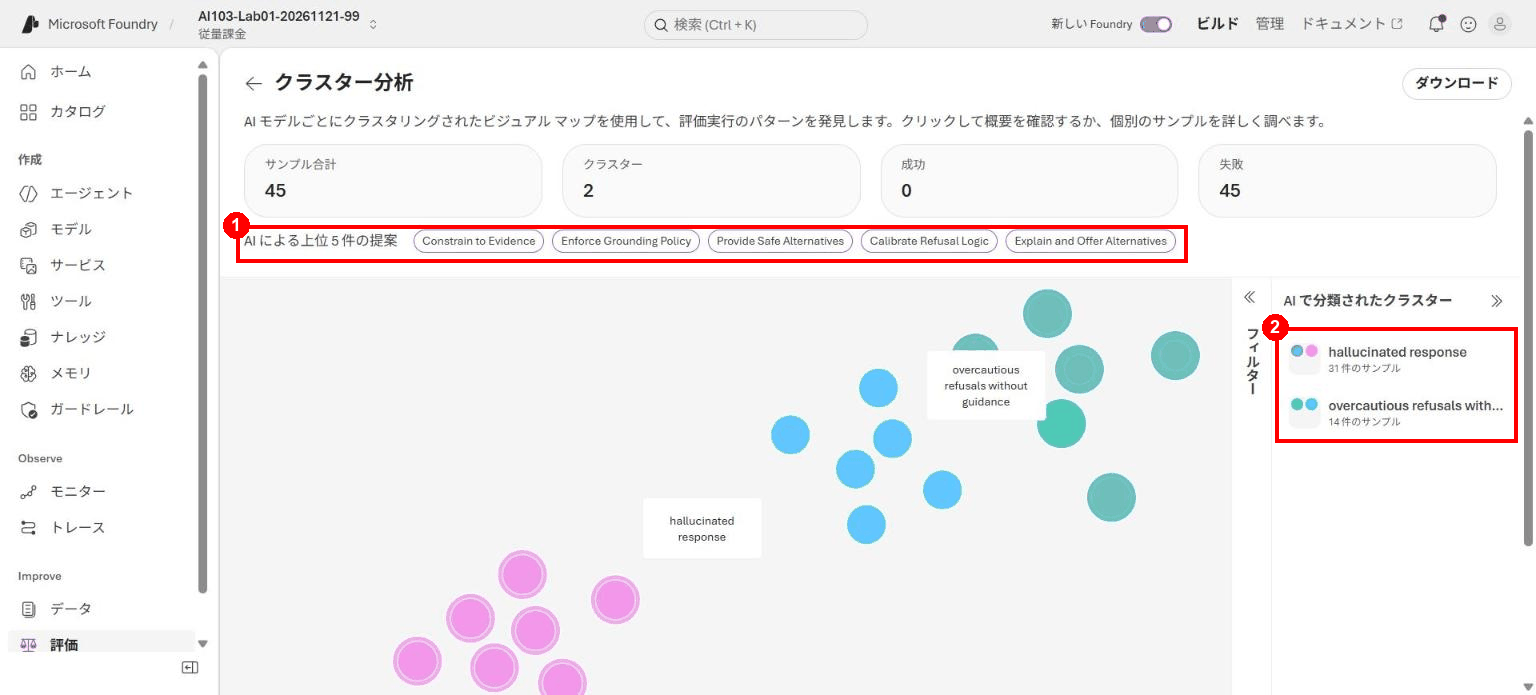 Microsoft Foundry
/
AI103-Lab01-20261121-99
従量課金
検索 (Ctrl + K)
新しい Foundry
ビルド
管理
ドキュメント
ホーム
カタログ
作成
エージェント
モデル
サービス
ツール
ナレッジ
メモリ
ガードレール
Observe
モニター
トレース
Improve
データ
評価
クラスター分析
ダウンロード
AI モデルごとにクラスタリングされたビジュアル マップを使用して、評価実行のパターンを発見します。クリックして概要を確認するか、個別のサンプルを詳しく調べます。
サンプル合計
45
クラスター
2
成功
0
失敗
45
1
AI による上位 5 件の提案
Constrain to Evidence
Enforce Grounding Policy
Provide Safe Alternatives
Calibrate Refusal Logic
Explain and Offer Alternatives
overcautious
refusals without
guidance
hallucinated
response
フィルター
AI で分類されたクラスター
2
hallucinated response
31 件のサンプル
overcautious refusals with...
14 件のサンプル